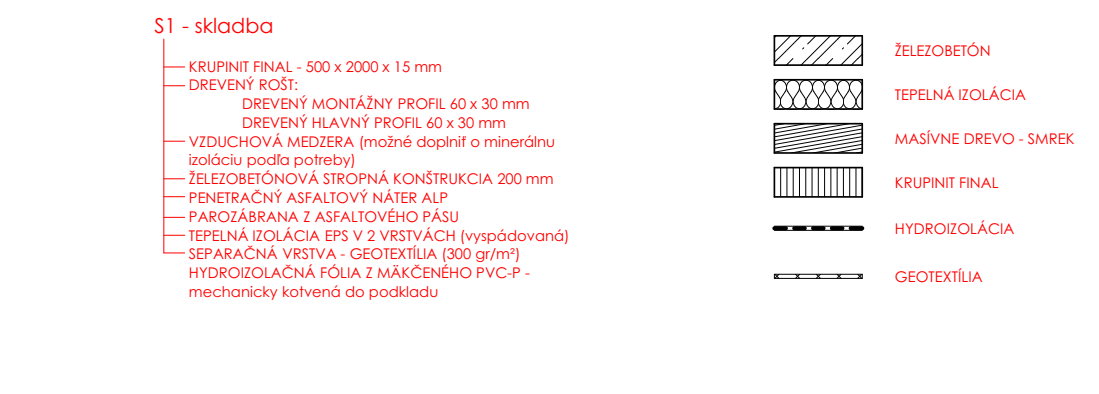 S1 - skladba
KRUPINIT FINAL - 500 x 2000 x 15 mm
DREVENÝ ROŠT:
DREVENÝ MONTÁŽNY PROFIL 60 x 30 mm
DREVENÝ HLAVNÝ PROFIL 60 x 30 mm
VZDUCHOVÁ MEDZERA (možné doplniť o minerálnu
izoláciu podľa potreby)
ŽELEZOBETÓNOVÁ STROPNÁ KONŠTRUKCIA 200 mm
PENETRAČNÝ ASFALTOVÝ NÁTER ALP
PAROZÁBRANA Z ASFALTOVÉHO PÁSU
TEPELNÁ IZOLÁCIA EPS V 2 VRSTVÁCH (vyspádovaná)
SEPARAČNÁ VRSTVA - GEOTEXTÍLIA (300 gr/m²)
HYDROIZOLAČNÁ FÓLIA Z MÄKČENÉHO PVC-P -
mechanicky kotvená do podkladu
ŽELEZOBETÓN
TEPELNÁ IZOLÁCIA
MASÍVNE DREVO - SMREK
KRUPINIT FINAL
HYDROIZOLÁCIA
GEOTEXTÍLIA